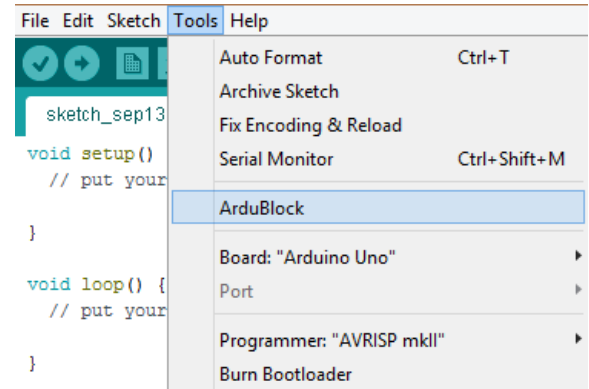 File Edit Sketch Tools Help
Auto Format Ctrl+T
Archive Sketch
sketch_sep13
Fix Encoding & Reload
void setup()
Serial Monitor Ctrl+Shift+M
// put your
ArduBlock
}
Board: "Arduino Uno"
void loop() {
Port
// put your
Programmer: "AVRISP mkII"
}
Burn Bootloader